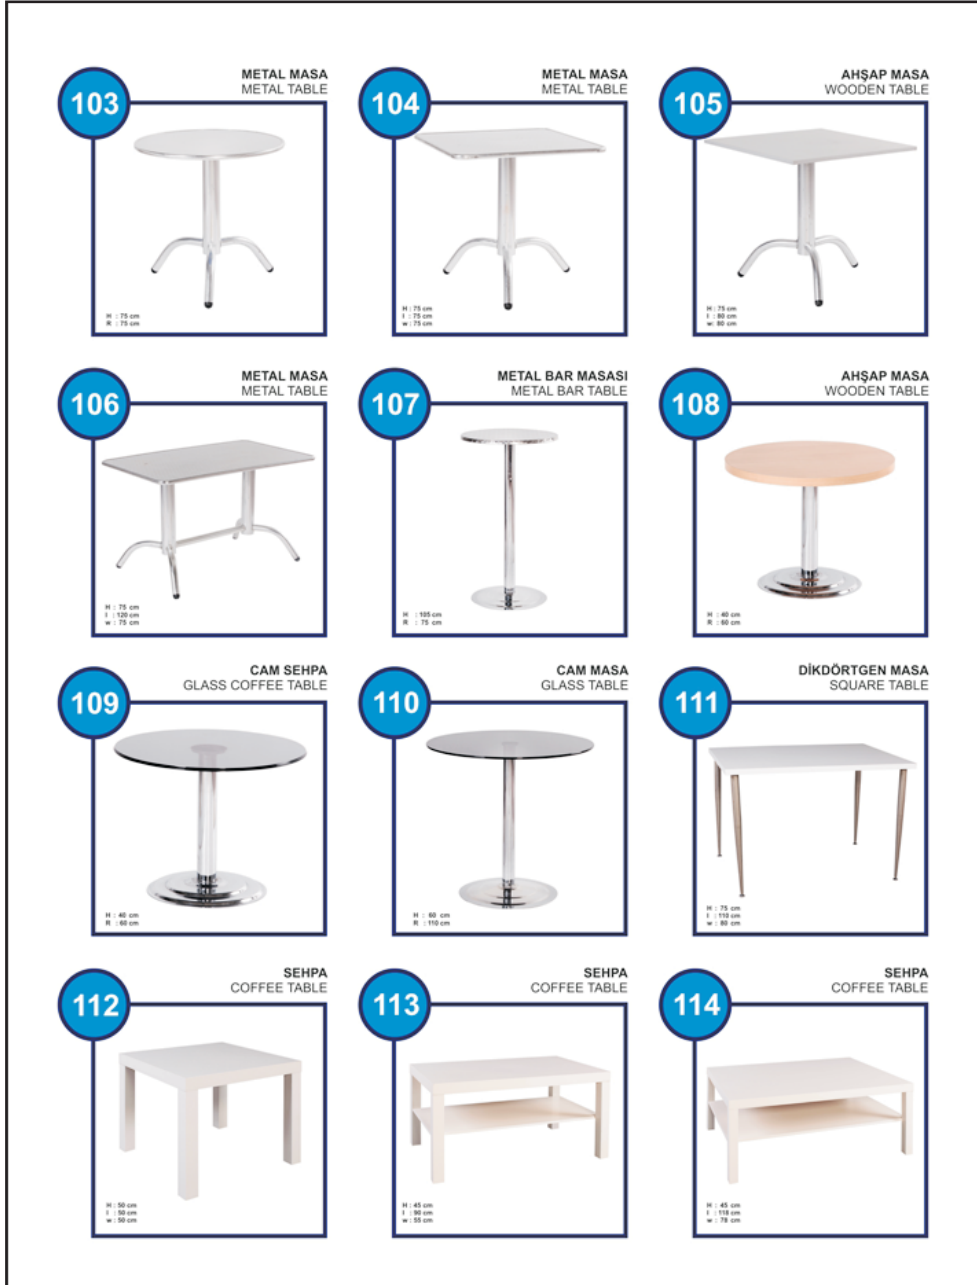 103
METAL MASA
METAL TABLE
H : 75 cm
R : 75 cm
104
METAL MASA
METAL TABLE
H : 75 cm
l : 75 cm
w : 75 cm
105
AHŞAP MASA
WOODEN TABLE
H : 75 cm
l : 80 cm
w: 80 cm
106
METAL MASA
METAL TABLE
H : 75 cm
l : 120 cm
w : 75 cm
107
METAL BAR MASASI
METAL BAR TABLE
H : 105 cm
R : 75 cm
108
AHŞAP MASA
WOODEN TABLE
H : 40 cm
R : 60 cm
109
CAM SEHPA
GLASS COFFEE TABLE
H : 40 cm
R : 60 cm
110
CAM MASA
GLASS TABLE
H : 60 cm
R : 110 cm
111
DİKDÖRTGEN MASA
SQUARE TABLE
H : 75 cm
l : 110 cm
w : 80 cm
112
SEHPA
COFFEE TABLE
H : 50 cm
l : 50 cm
w : 50 cm
113
SEHPA
COFFEE TABLE
H : 45 cm
l : 90 cm
w : 55 cm
114
SEHPA
COFFEE TABLE
H : 45 cm
l : 118 cm
w : 78 cm